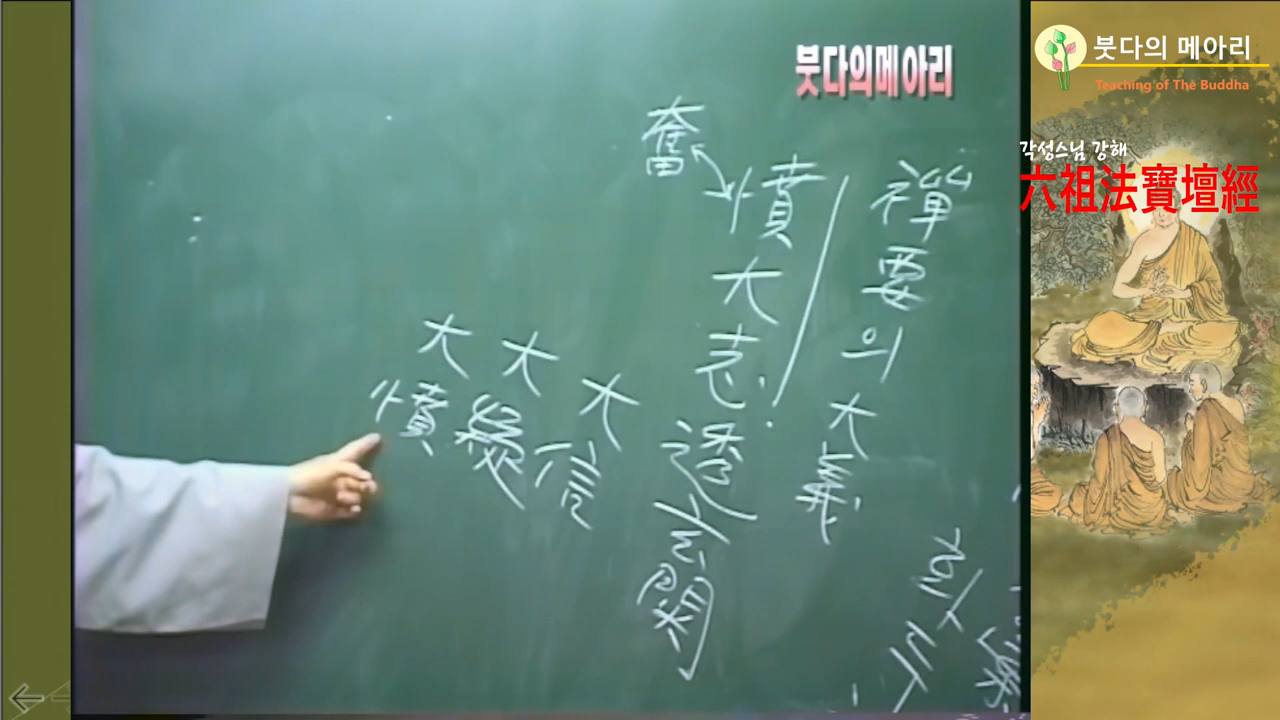 붓다의 메아리
Teaching of The Buddha
각성스님 강해
六祖法寶壇經
붓다의메아리
禪要의 大義
奮
憤大志透玄關
大信
大疑
大憤